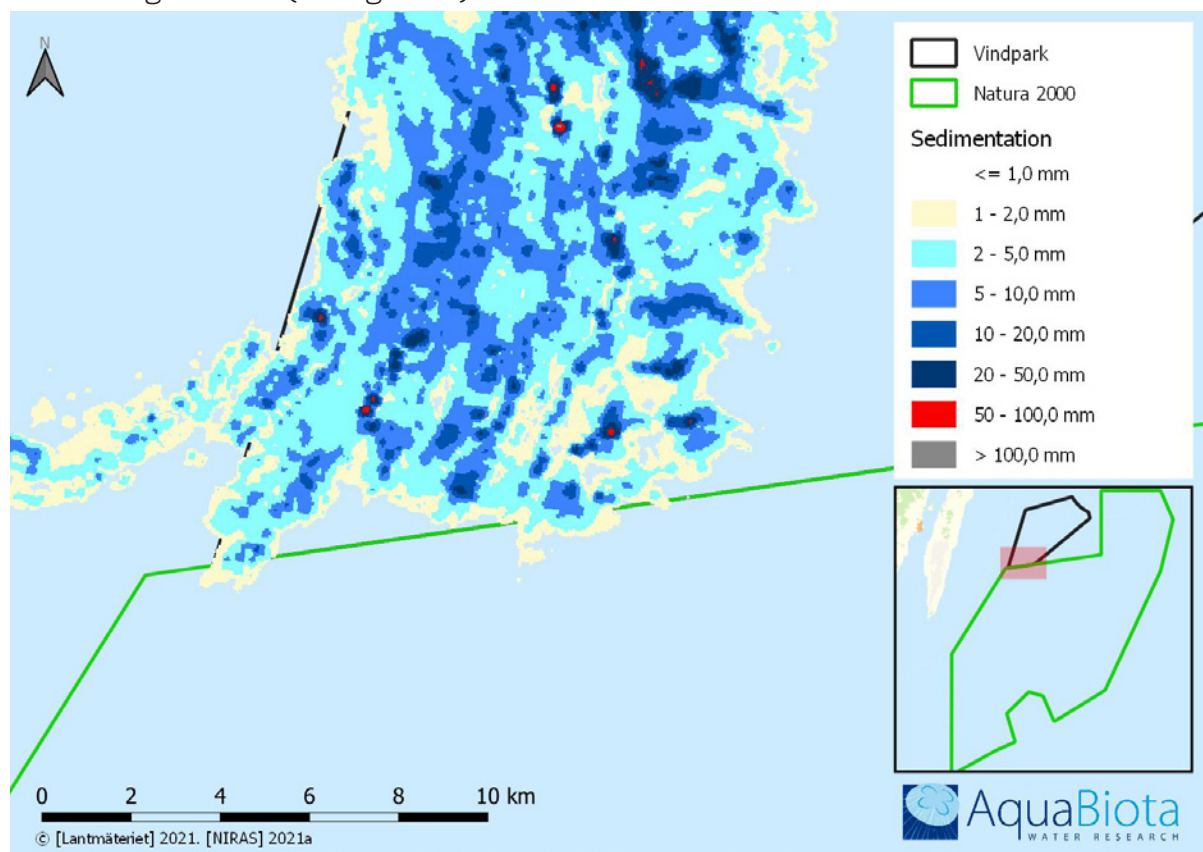 N
Vindpark
Natura 2000
Sedimentation
<= 1,0 mm
1 - 2,0 mm
2 - 5,0 mm
5 - 10,0 mm
10 - 20,0 mm
20 - 50,0 mm
50 - 100,0 mm
> 100,0 mm
0 2 4 6 8 10 km
© [Lantmäteriet] 2021. [NIRAS] 2021a
AquaBiota
WATER RESEARCH